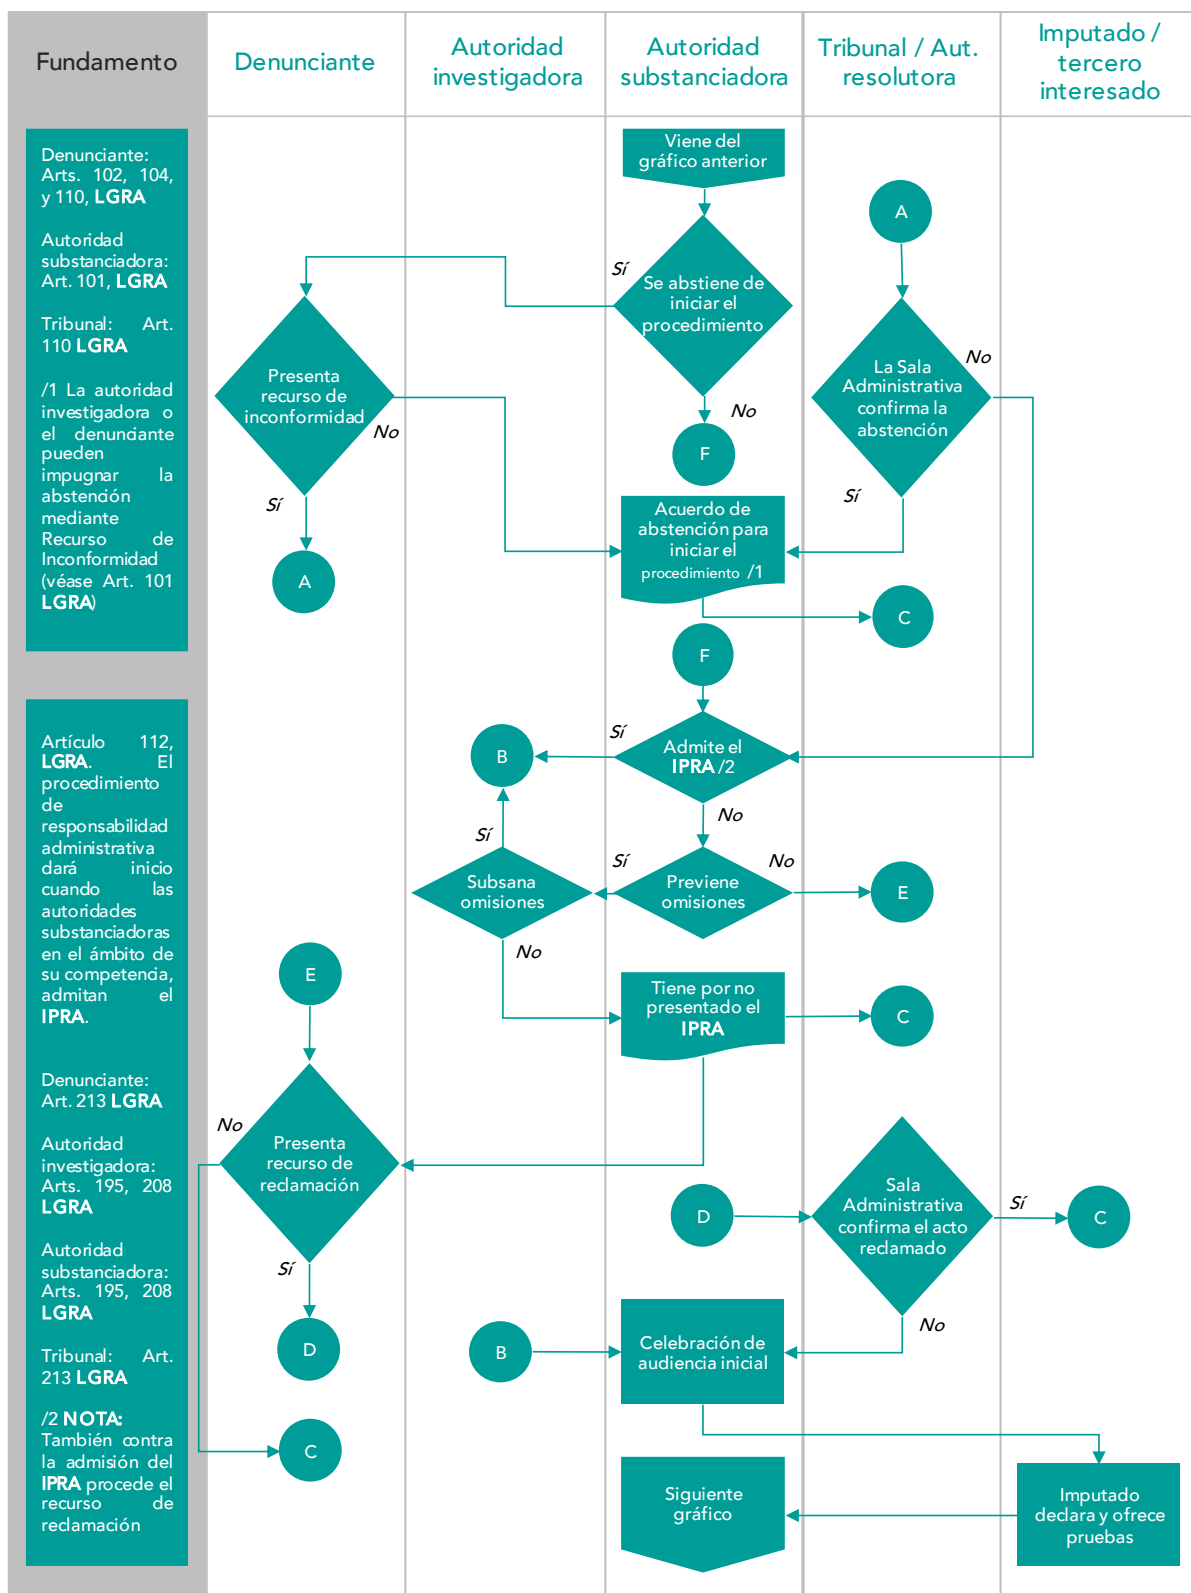 Fundamento
Denunciante
Autoridad
investigadora
Autoridad
substanciadora
Tribunal / Aut.
resolutora
Imputado /
tercero
interesado
Denunciante:
Arts. 102, 104,
y 110, LGRA
Autoridad
substanciadora:
Art. 101, LGRA
Tribunal: Art.
110 LGRA
/1 La autoridad
investigadora o
el denunciante
pueden
impugnar la
abstención
mediante
Recurso de
Inconformidad
(véase Art. 101
LGRA)
Viene del
gráfico anterior
A
Sí
Se abstiene de
iniciar el
procedimiento
No
F
Presenta
recurso de
inconformidad
No
Sí
A
La Sala
Administrativa
confirma la
abstención
No
Sí
Acuerdo de
abstención para
iniciar el
procedimiento /1
C
F
Artículo 112,
LGRA. El
procedimiento
de
responsabilidad
administrativa
dará inicio
cuando las
autoridades
substanciadoras
en el ámbito de
su competencia,
admitan el
IPRA.
Denunciante:
Art. 213 LGRA
Autoridad
investigadora:
Arts. 195, 208
LGRA
Autoridad
substanciadora:
Arts. 195, 208
LGRA
Tribunal: Art.
213 LGRA
/2 NOTA:
También contra
la admisión del
IPRA procede el
recurso de
reclamación
B
Sí
Admite el
IPRA /2
No
Sí
Subsana
omisiones
No
Sí
Previene
omisiones
No
E
E
Tiene por no
presentado el
IPRA
C
No
Presenta
recurso de
reclamación
Sí
D
C
D
Sala
Administrativa
confirma el acto
reclamado
Sí
C
No
B
Celebración de
audiencia inicial
Siguiente
gráfico
Imputado
declara y ofrece
pruebas